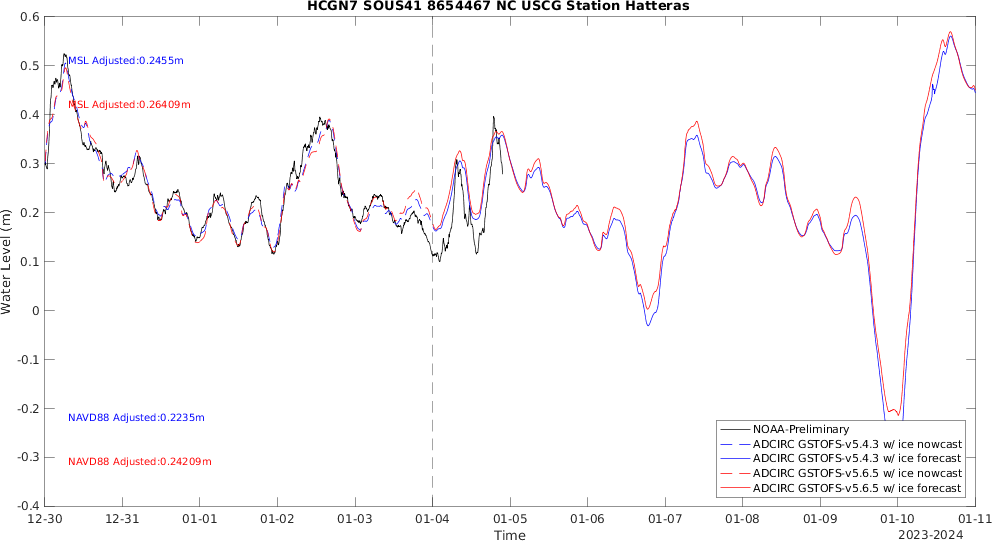 HCGN7 SOUS41 8654467 NC USCG Station Hatteras
0.6
0.5
0.4
0.3
0.2
0.1
0
-0.1
-0.2
-0.3
-0.4
Water Level (m)
MSL Adjusted:0.2455m
MSL Adjusted:0.26409m
NAVD88 Adjusted:0.2235m
NAVD88 Adjusted:0.24209m
NOAA-Preliminary
ADCIRC GSTOFS-v5.4.3 w/ ice nowcast
ADCIRC GSTOFS-v5.4.3 w/ ice forecast
ADCIRC GSTOFS-v5.6.5 w/ ice nowcast
ADCIRC GSTOFS-v5.6.5 w/ ice forecast
12-30 12-31 01-01 01-02 01-03 01-04 01-05 01-06 01-07 01-08 01-09 01-10 01-11
Time
2023-2024